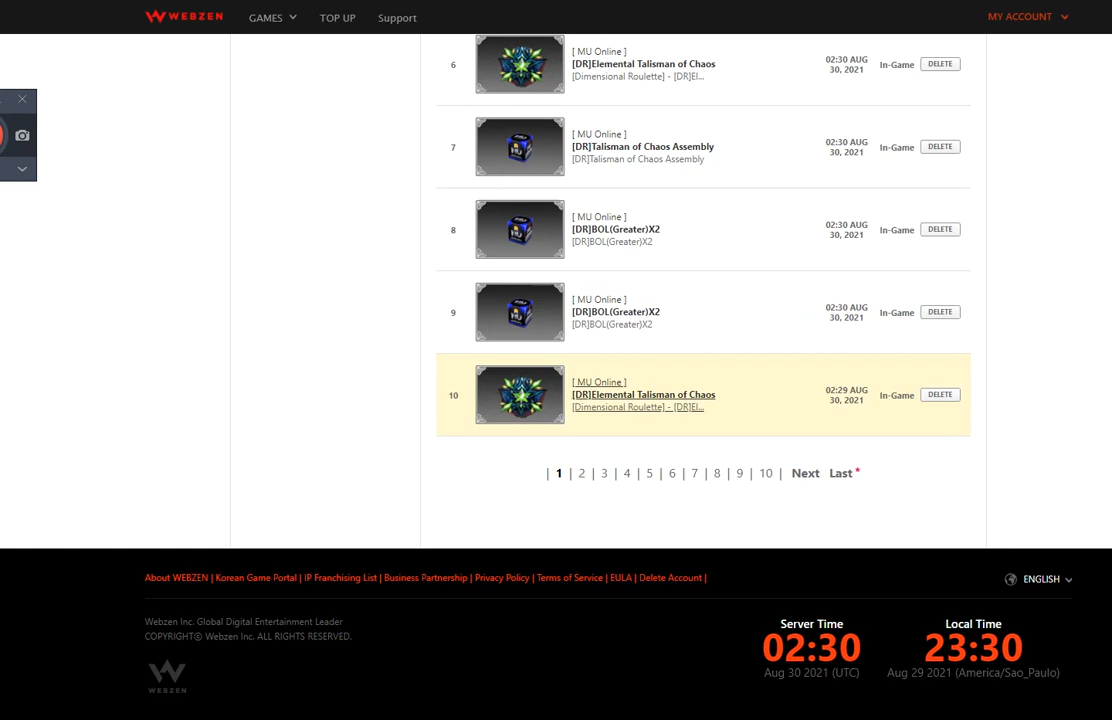 WEBZEN GAMES TOP UP Support MY ACCOUNT
6
[ MU Online ]
[DR]Elemental Talisman of Chaos
[Dimensional Roulette] - [DR]El...
02:30 AUG
30, 2021
In-Game
DELETE
7
[ MU Online ]
[DR]Talisman of Chaos Assembly
[DR]Talisman of Chaos Assembly
02:30 AUG
30, 2021
In-Game
DELETE
8
[ MU Online ]
[DR]BOL(Greater)X2
[DR]BOL(Greater)X2
02:30 AUG
30, 2021
In-Game
DELETE
9
[ MU Online ]
[DR]BOL(Greater)X2
[DR]BOL(Greater)X2
02:30 AUG
30, 2021
In-Game
DELETE
10
[ MU Online ]
[DR]Elemental Talisman of Chaos
[Dimensional Roulette] - [DR]El...
02:29 AUG
30, 2021
In-Game
DELETE
| 1 | 2 | 3 | 4 | 5 | 6 | 7 | 8 | 9 | 10 | Next Last *
About WEBZEN | Korean Game Portal | IP Franchising List | Business Partnership | Privacy Policy | Terms of Service | EULA | Delete Account |
ENGLISH
Webzen Inc. Global Digital Entertainment Leader
COPYRIGHT© Webzen Inc. ALL RIGHTS RESERVED.
WEBZEN
Server Time
02:30
Aug 30 2021 (UTC)
Local Time
23:30
Aug 29 2021 (America/Sao_Paulo)